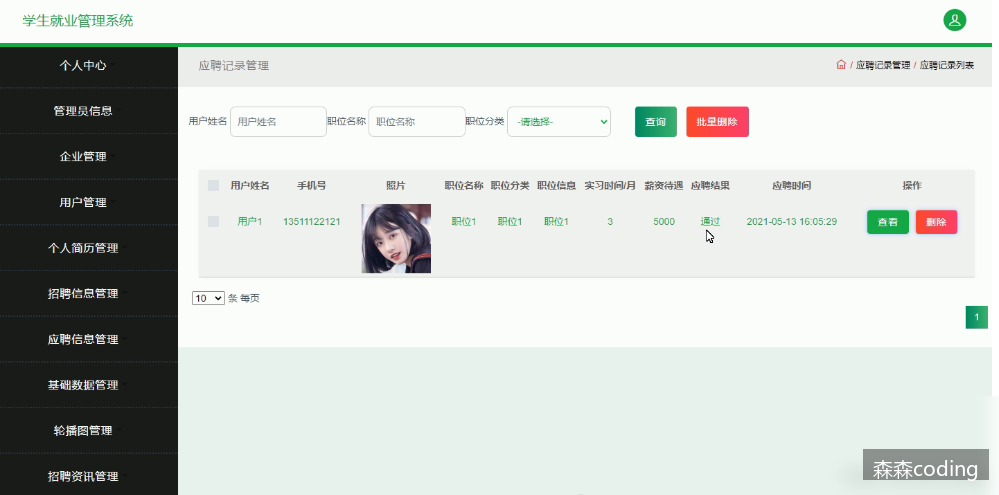 学生就业管理系统
个人中心
管理员信息
企业管理
用户管理
个人简历管理
招聘信息管理
应聘信息管理
基础数据管理
轮播图管理
招聘资讯管理
应聘记录管理
/ 应聘记录管理 / 应聘记录列表
用户姓名 用户姓名 职位名称 职位名称 职位分类 -请选择- 查询 批量删除
用户姓名 手机号 照片 职位名称 职位分类 职位信息 实习时间/月 薪资待遇 应聘结果 应聘时间 操作
用户1 13511122121 职位1 职位1 职位1 3 5000 通过 2021-05-13 16:05:29 查看 删除
10 条 每页
1
森森coding